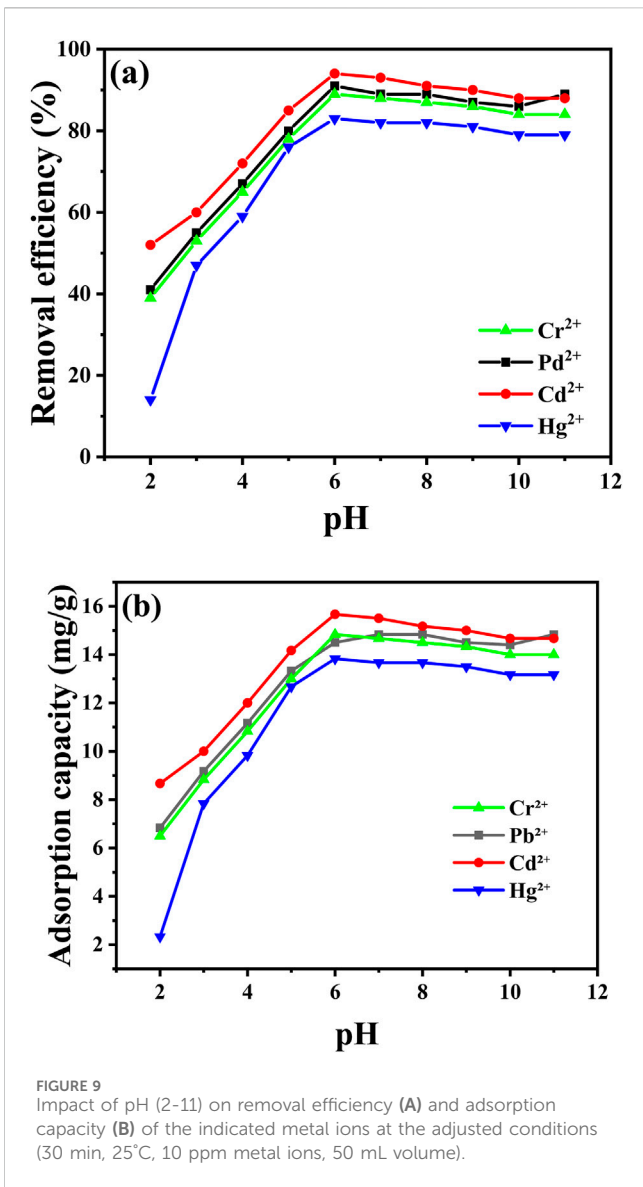 (a)
Removal efficiency (%)
100
80
60
40
20
0
Cr²⁺
Pd²⁺
Cd²⁺
Hg²⁺
2 4 6 8 10 12
pH
(b)
Adsorption capacity (mg/g)
16
14
12
10
8
6
4
2
Cr²⁺
Pb²⁺
Cd²⁺
Hg²⁺
2 4 6 8 10 12
pH
FIGURE 9
Impact of pH (2-11) on removal efficiency (A) and adsorption
capacity (B) of the indicated metal ions at the adjusted conditions
(30 min, 25°C, 10 ppm metal ions, 50 mL volume).